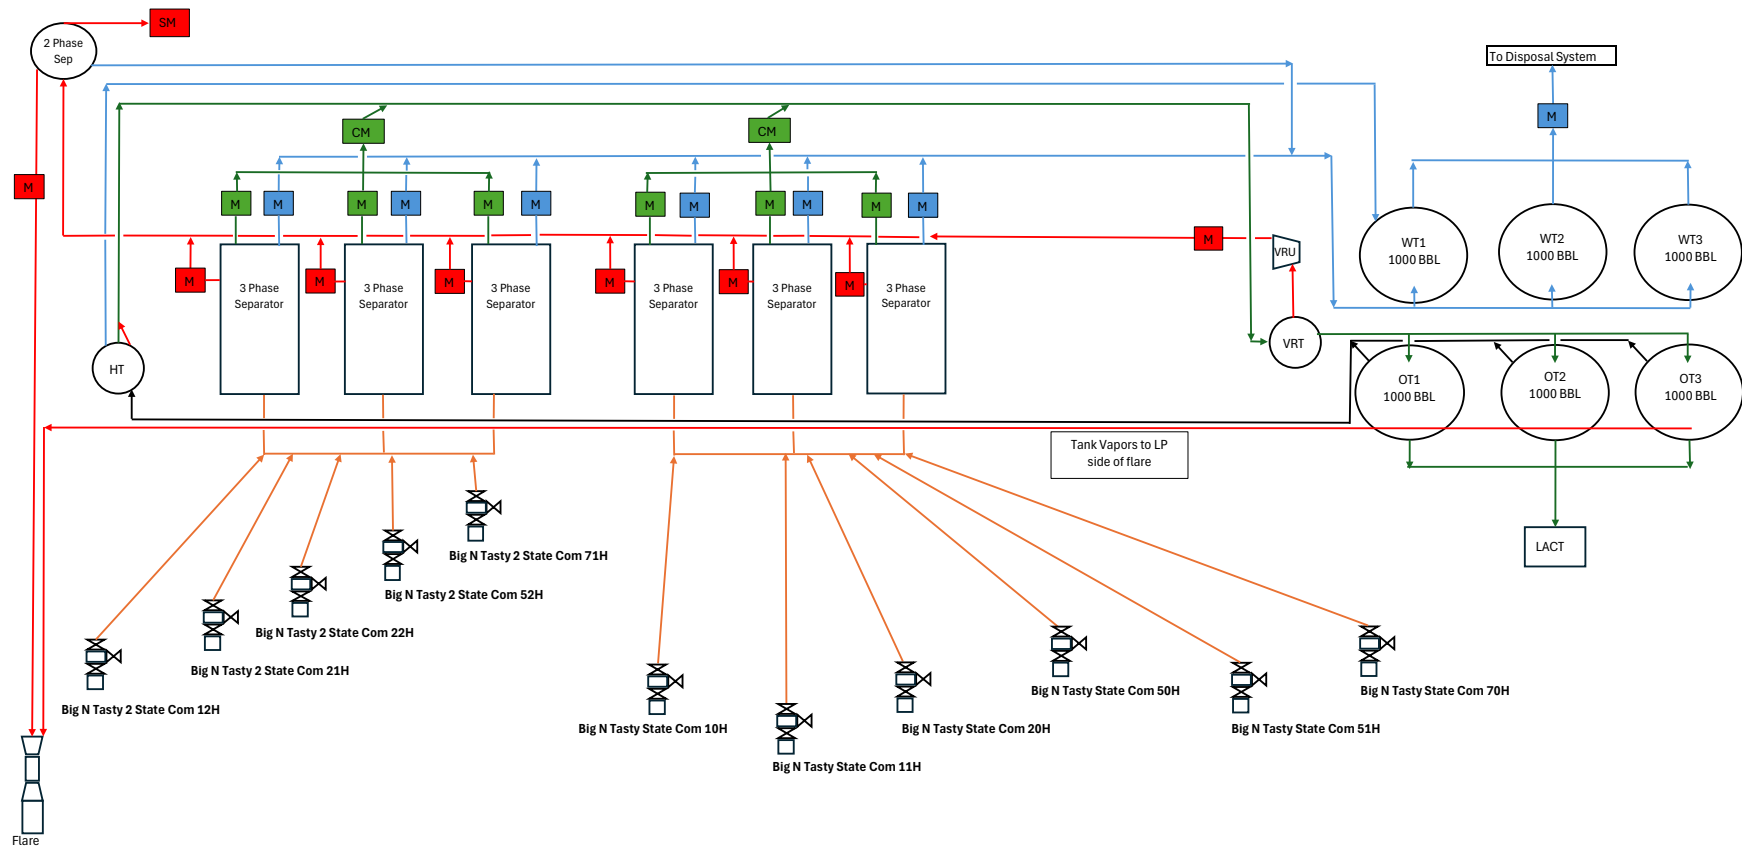 SM
2 Phase
Sep
To Disposal System
M
CM
CM
M
M
M
M
M
M
M
M
M
M
M
M
M
M
VRU
WT1
1000 BBL
WT2
1000 BBL
WT3
1000 BBL
M
M
M
M
M
M
3 Phase
Separator
3 Phase
Separator
3 Phase
Separator
3 Phase
Separator
3 Phase
Separator
3 Phase
Separator
HT
VRT
OT1
1000 BBL
OT2
1000 BBL
OT3
1000 BBL
Tank Vapors to LP
side of flare
LACT
Big N Tasty 2 State Com 71H
Big N Tasty 2 State Com 52H
Big N Tasty 2 State Com 22H
Big N Tasty 2 State Com 21H
Big N Tasty 2 State Com 12H
Big N Tasty State Com 10H
Big N Tasty State Com 11H
Big N Tasty State Com 20H
Big N Tasty State Com 50H
Big N Tasty State Com 51H
Big N Tasty State Com 70H
Flare